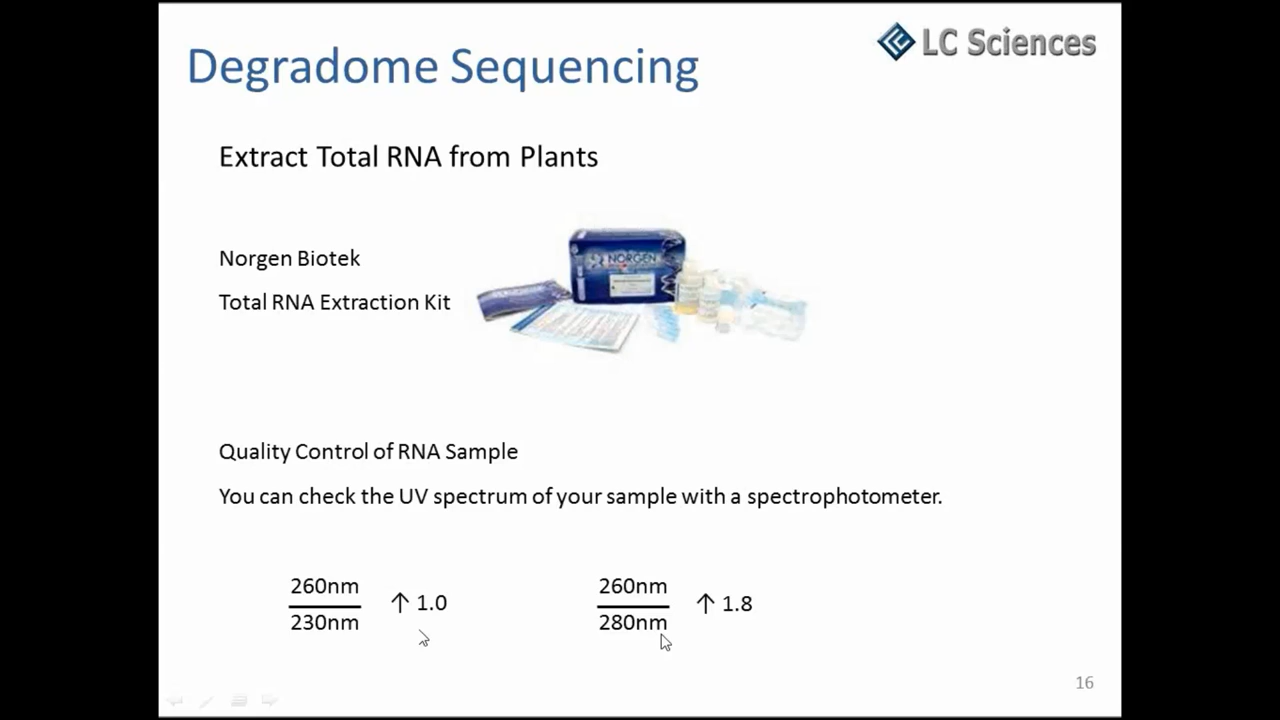 Degradome Sequencing
LC Sciences
Extract Total RNA from Plants
Norgen Biotek
Total RNA Extraction Kit
NORGEN
Quality Control of RNA Sample
You can check the UV spectrum of your sample with a spectrophotometer.
260nm
230nm
↑ 1.0
260nm
280nm
↑ 1.8
16